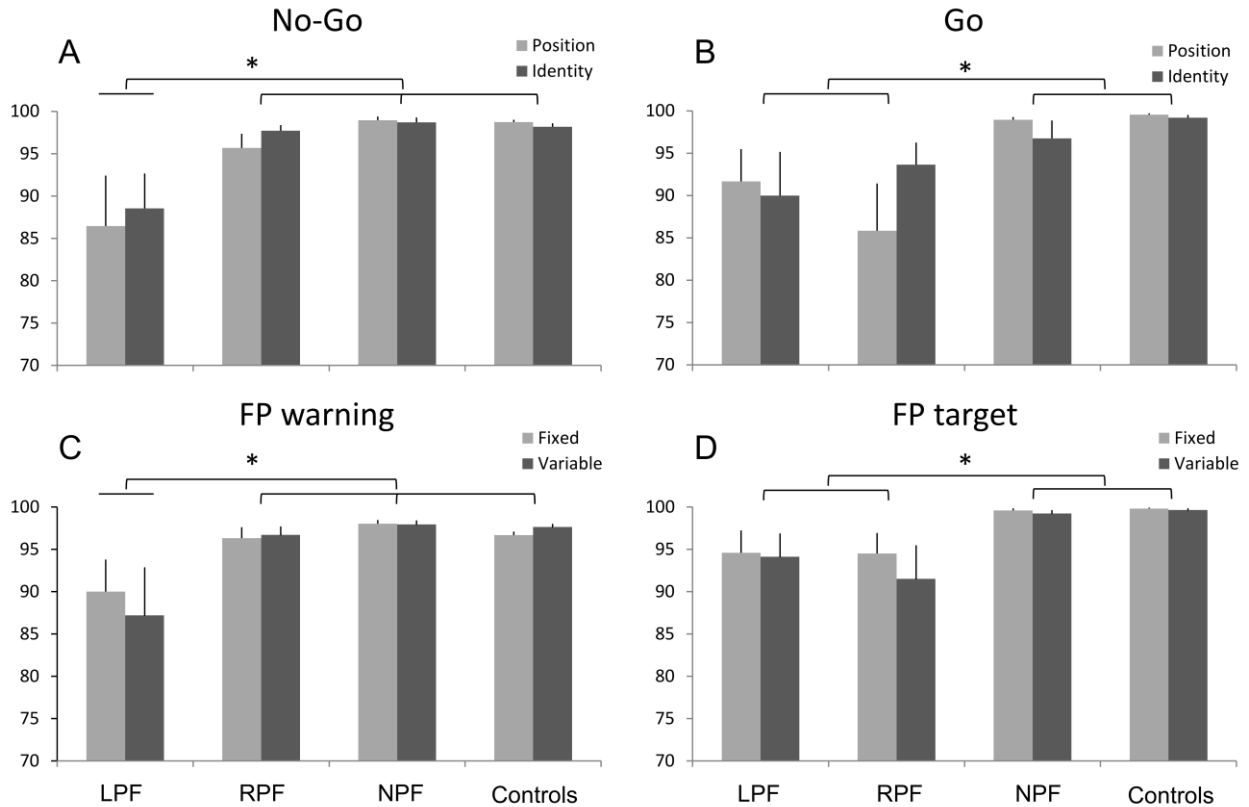 No-Go
A
Position
Identity
*
100
95
90
85
80
75
70
Go
B
Position
Identity
*
100
95
90
85
80
75
70
FP warning
C
Fixed
Variable
*
100
95
90
85
80
75
70
LPF RPF NPF Controls
FP target
D
Fixed
Variable
*
100
95
90
85
80
75
70
LPF RPF NPF Controls